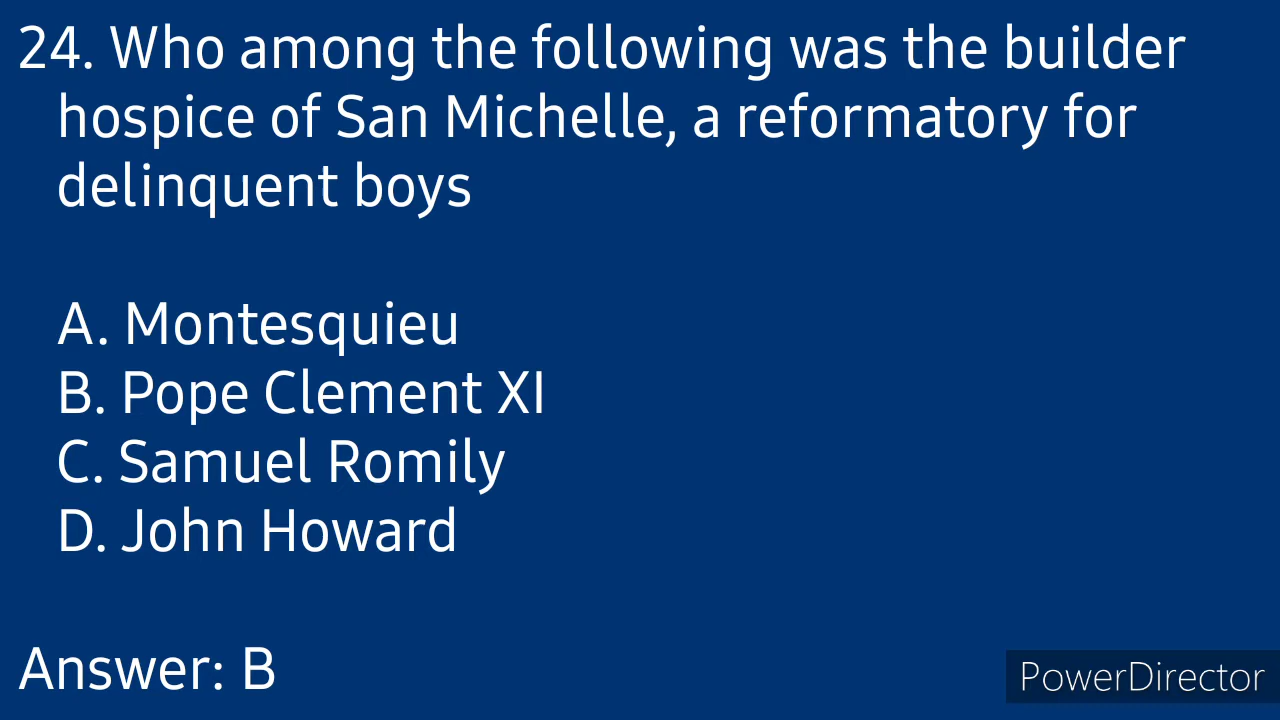 24. Who among the following was the builder
hospice of San Michelle, a reformatory for
delinquent boys
A. Montesquieu
B. Pope Clement XI
C. Samuel Romily
D. John Howard
Answer: B
PowerDirector